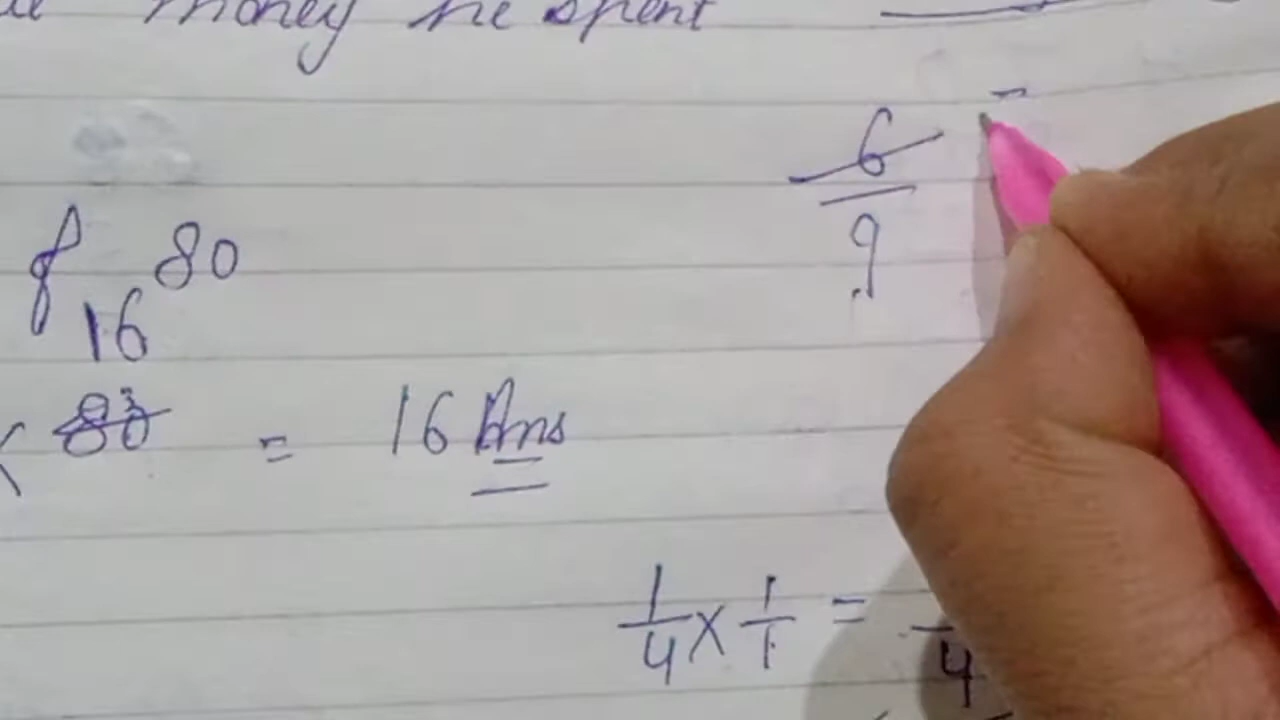 money he spent
6
9
f 80
16
× 80 = 16 Ans
1/4 × 1/1 =
4